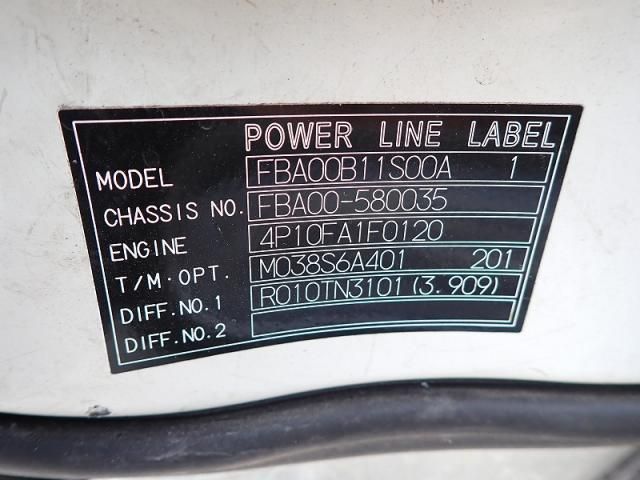 POWER LINE LABEL
MODEL FBA00B11S00A 1
CHASSIS NO. FBA00-580035
ENGINE 4P10FA1F0120
T/M·OPT. M038S6A401 201
DIFF.NO.1 R010TN3101 (3.909)
DIFF.NO.2